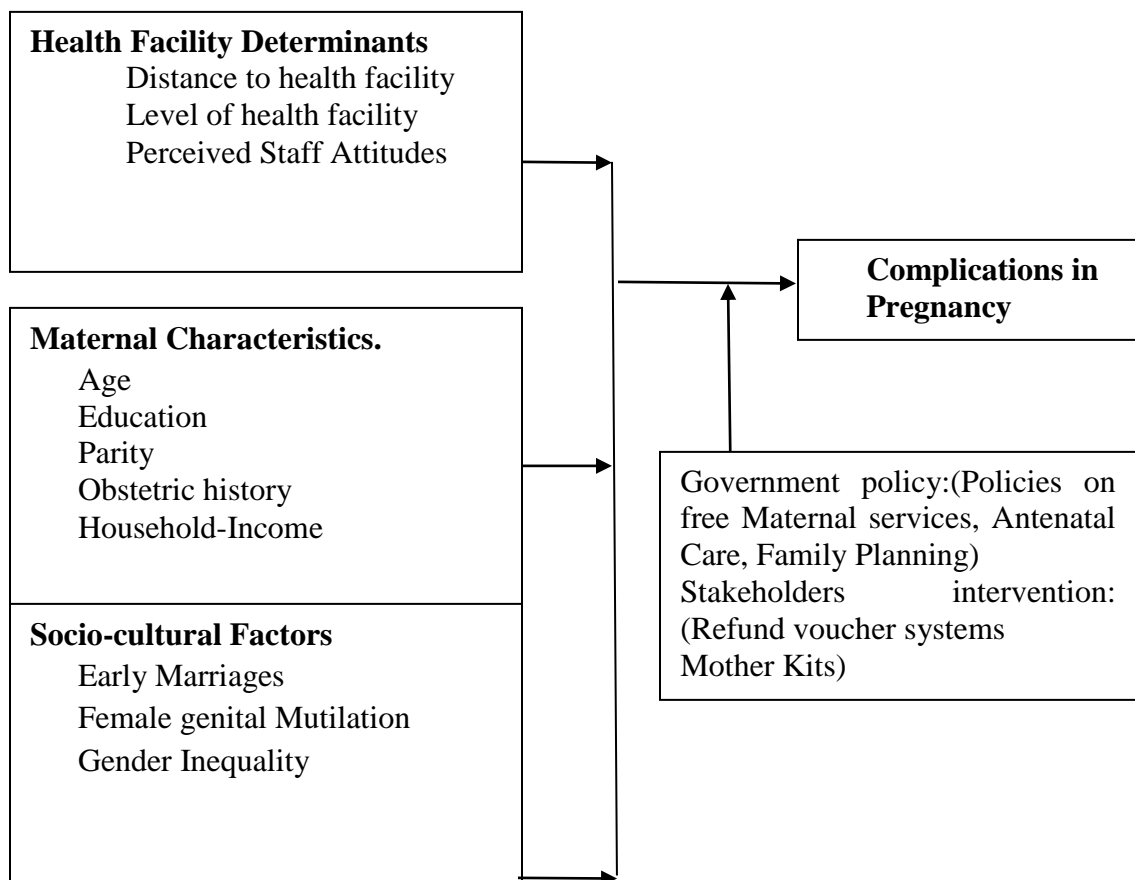 Health Facility Determinants
Distance to health facility
Level of health facility
Perceived Staff Attitudes
Complications in
Pregnancy
Maternal Characteristics.
Age
Education
Parity
Obstetric history
Household-Income
Government policy:(Policies on
free Maternal services, Antenatal
Care, Family Planning)
Stakeholders intervention:
(Refund voucher systems
Mother Kits)
Socio-cultural Factors
Early Marriages
Female genital Mutilation
Gender Inequality